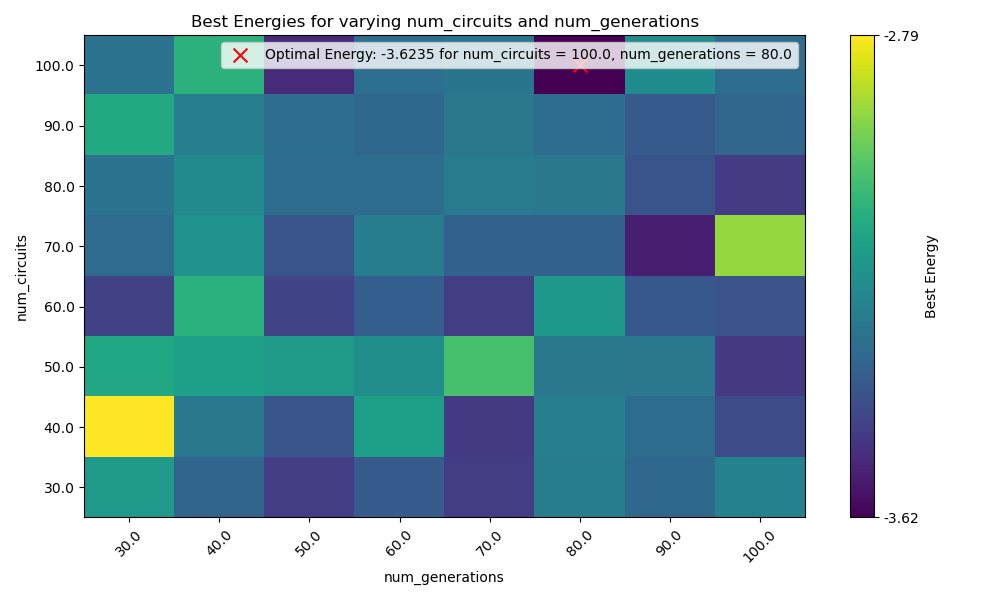 Best Energies for varying num_circuits and num_generations
Optimal Energy: -3.6235 for num_circuits = 100.0, num_generations = 80.0
num_circuits
100.0
90.0
80.0
70.0
60.0
50.0
40.0
30.0
30.0 40.0 50.0 60.0 70.0 80.0 90.0 100.0
num_generations
-2.79
-3.62
Best Energy